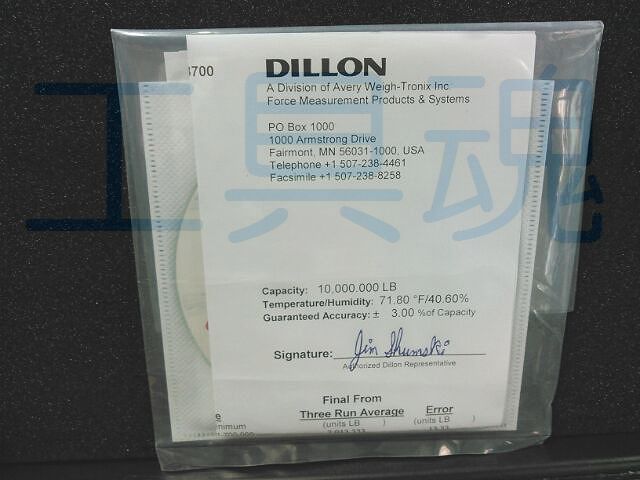 3700
DILLON
A Division of Avery Weigh-Tronix Inc.
Force Measurement Products & Systems
PO Box 1000
1000 Armstrong Drive
Fairmont, MN 56031-1000, USA
Telephone +1 507-238-4461
Facsimile +1 507-238-8258
工具魂
Capacity: 10,000.000 LB
Temperature/Humidity: 71.80 °F/40.60%
Guaranteed Accuracy: ± 3.00 %of Capacity
Signature: Jim Shumski
Authorized Dillon Representative
Final From
Three Run Average Error
(units LB ) (units LB )